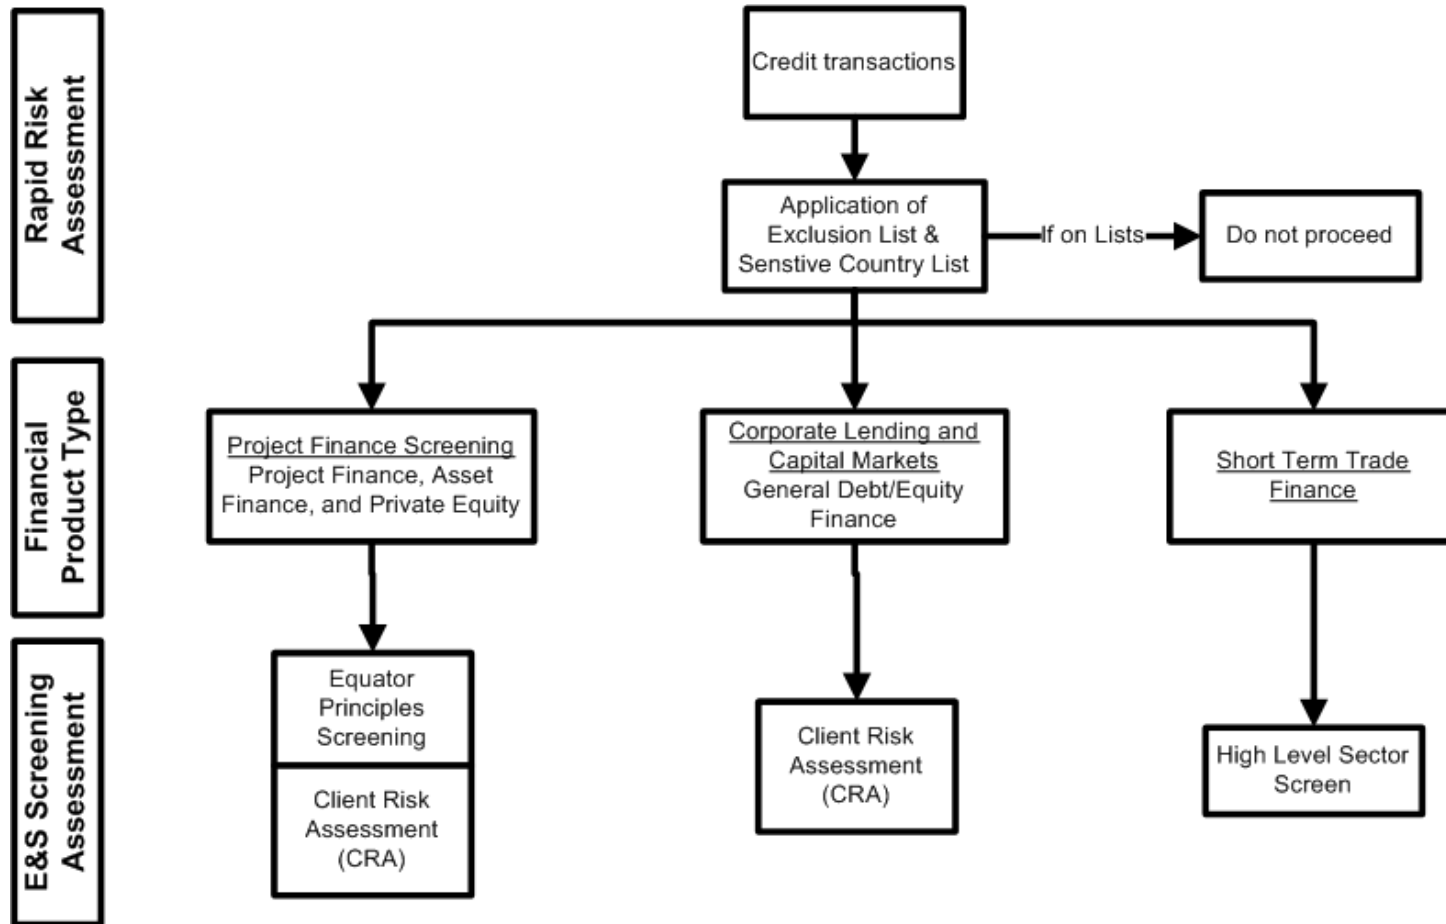 Rapid Risk
Assessment
Credit transactions
Application of
Exclusion List &
Senstive Country List
If on Lists
Do not proceed
Financial
Product Type
Project Finance Screening
Project Finance, Asset
Finance, and Private Equity
Corporate Lending and
Capital Markets
General Debt/Equity
Finance
Short Term Trade
Finance
E&S Screening
Assessment
Equator
Principles
Screening
Client Risk
Assessment
(CRA)
Client Risk
Assessment
(CRA)
High Level Sector
Screen